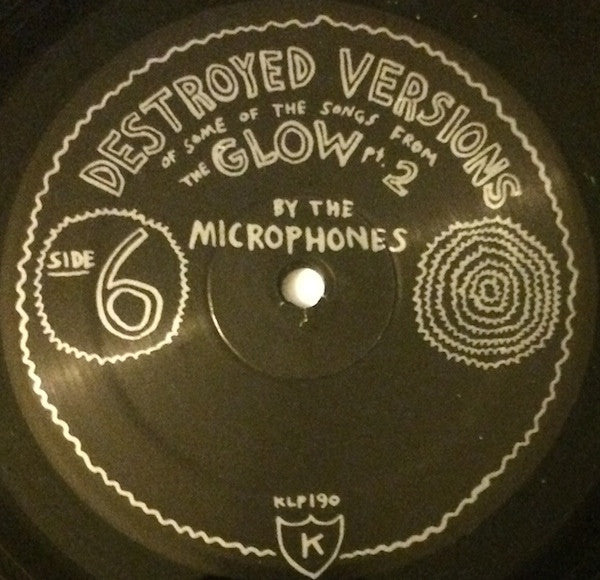 DESTROYED VERSIONS
OF SOME OF THE SONGS FROM
THE GLOW pt. 2
BY THE
MICROPHONES
SIDE 6
KLP190
K